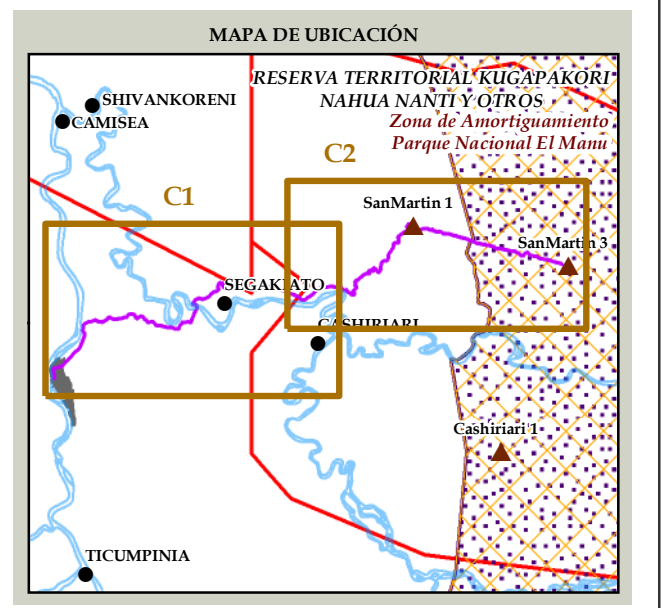 MAPA DE UBICACIÓN
RESERVA TERRITORIAL KUGAPAKORI
NAHUA NANTI Y OTROS
Zona de Amortiguamiento
Parque Nacional El Manu
SHIVANKORENI
CAMISEA
C2
C1
SanMartin 1
SanMartin 3
SEGAKIATO
CASHIRIARI
Cashiriari 1
TICUMPINIA